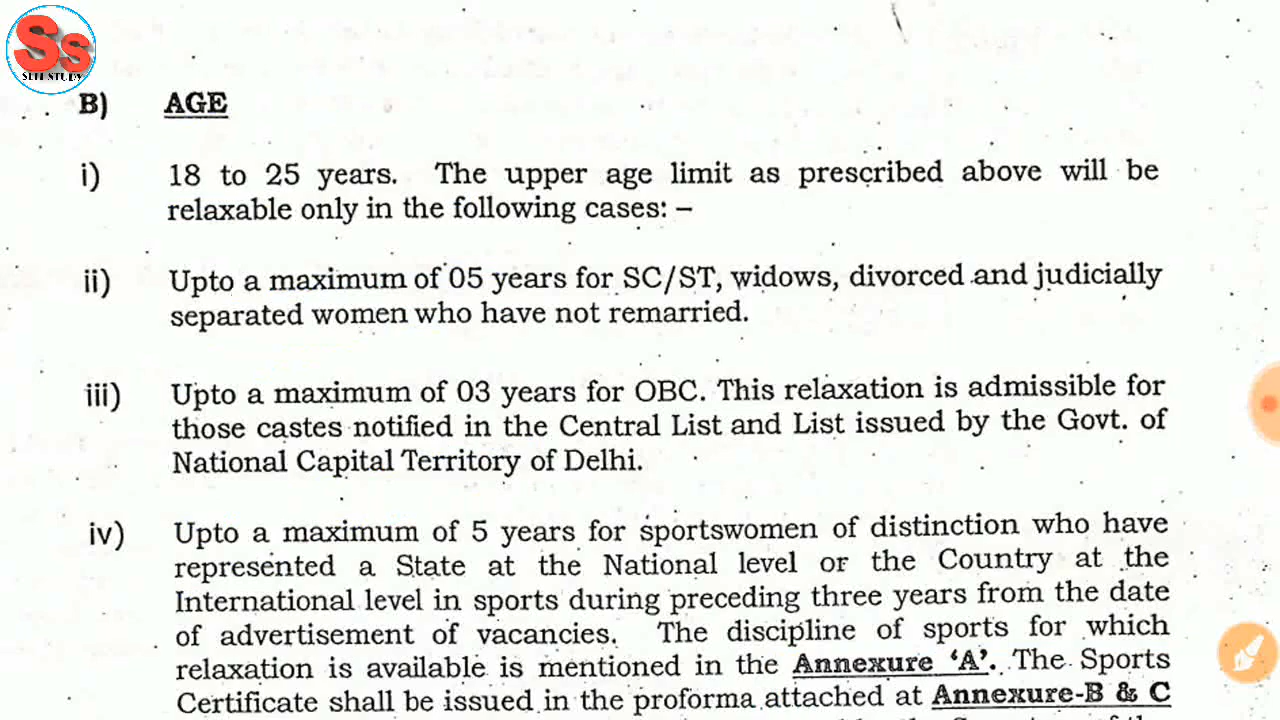 Ss
SELF STUDY
B) AGE
i) 18 to 25 years. The upper age limit as prescribed above will be
relaxable only in the following cases: –
ii) Upto a maximum of 05 years for SC/ST, widows, divorced and judicially
separated women who have not remarried.
iii) Upto a maximum of 03 years for OBC. This relaxation is admissible for
those castes notified in the Central List and List issued by the Govt. of
National Capital Territory of Delhi.
iv) Upto a maximum of 5 years for sportswomen of distinction who have
represented a State at the National level or the Country at the
International level in sports during preceding three years from the date
of advertisement of vacancies. The discipline of sports for which
relaxation is available is mentioned in the Annexure ‘A’. The Sports
Certificate shall be issued in the proforma attached at Annexure-B & C